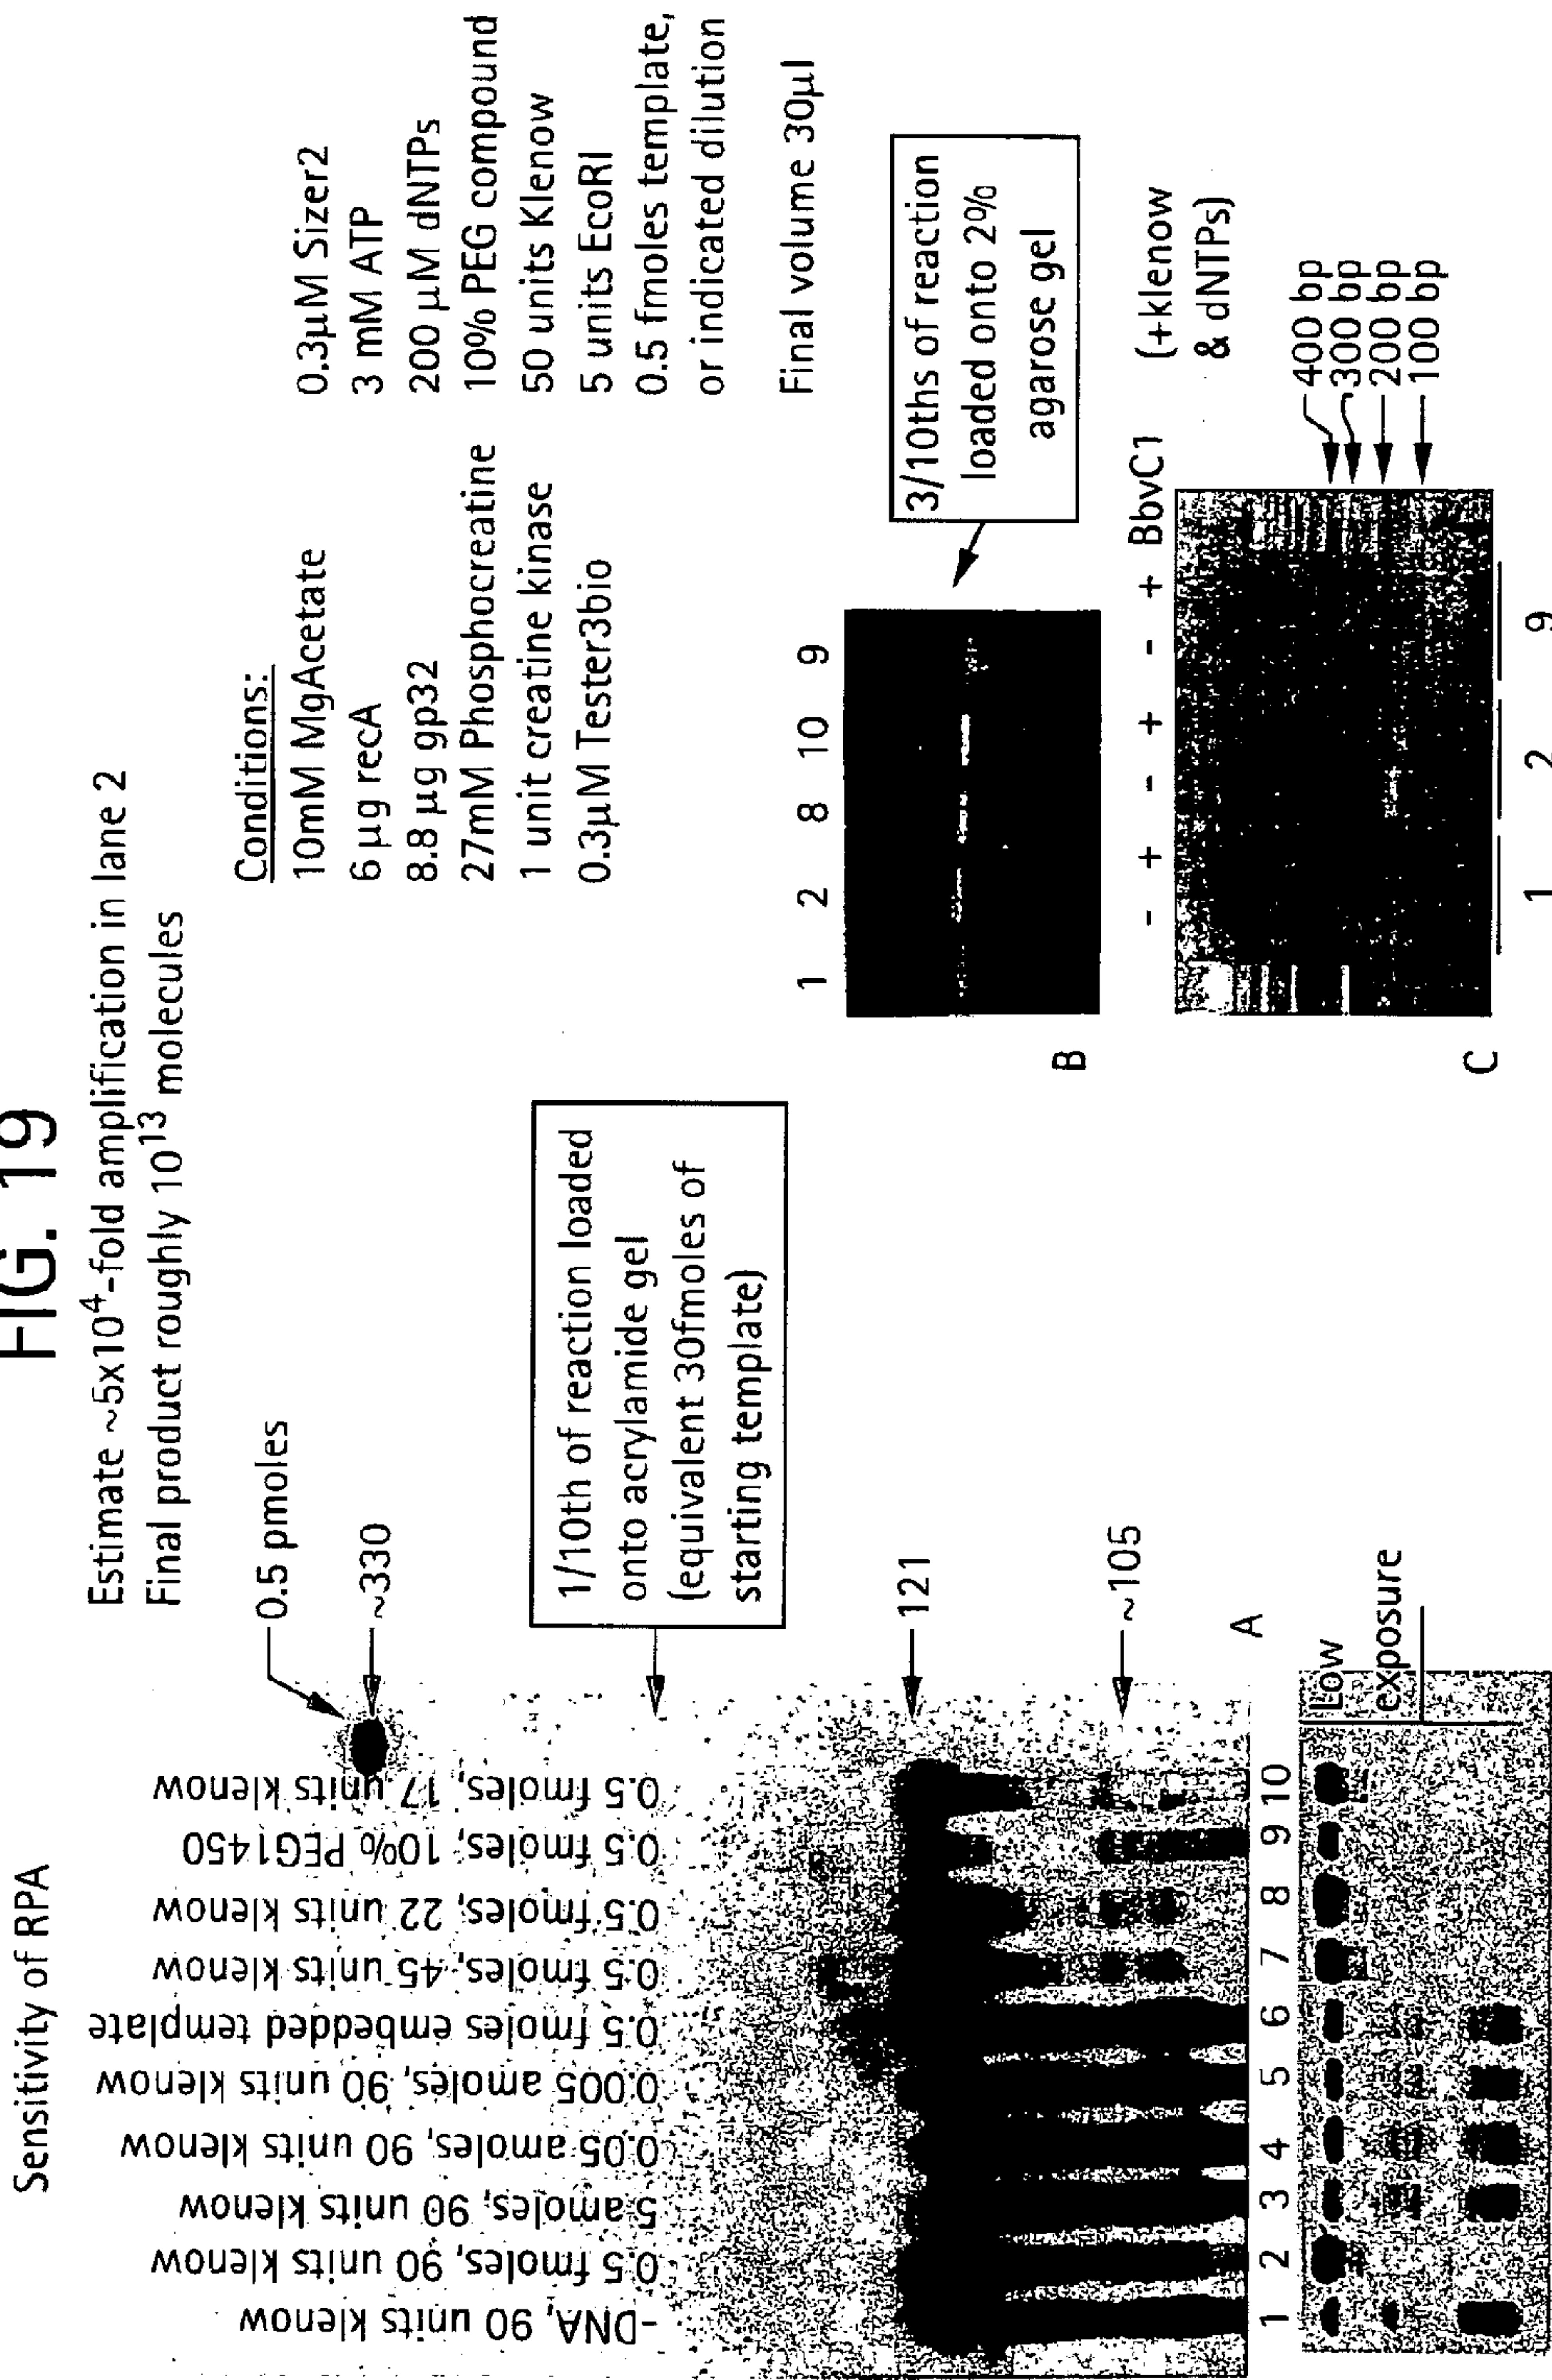 FIG. 19
Sensitivity of RPA
Estimate ~5x10⁴-fold amplification in lane 2
Final product roughly 10¹³ molecules
-DNA, 90 units klenow
0.5 fmoles, 90 units klenow
5 amoles, 90 units klenow
0.05 amoles, 90 units klenow
0.005 amoles, 90 units klenow
0.5 fmoles embedded template
0.5 fmoles, 45 units klenow
0.5 fmoles, 22 units klenow
0.5 fmoles, 10% PEG1450
0.5 fmoles, 17 units klenow
0.5 pmoles
~330
1/10th of reaction loaded
onto acrylamide gel
(equivalent 30fmoles of
starting template)
121
~105
A
1 2 3 4 5 6 7 8 9 10
Low
exposure
Conditions:
10mM MgAcetate
6 µg recA
8.8 µg gp32
27mM Phosphocreatine
1 unit creatine kinase
0.3µM Tester3bio
0.3µM Sizer2
3 mM ATP
200 µM dNTPs
10% PEG compound
50 units Klenow
5 units EcoRI
0.5 fmoles template,
or indicated dilution
Final volume 30µl
1 2 8 10 9
B
3/10ths of reaction
loaded onto 2%
agarose gel
- + - + - + BbvC1
(+klenow
& dNTPs)
400 bp
300 bp
200 bp
100 bp
C
1 2 9